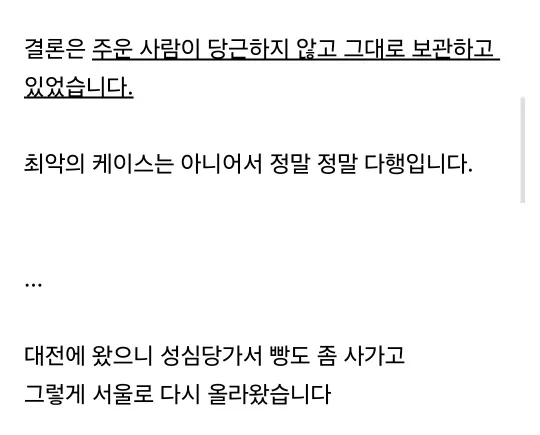 결론은 주운 사람이 당근하지 않고 그대로 보관하고
있었습니다.
최악의 케이스는 아니어서 정말 정말 다행입니다.
...
대전에 왔으니 성심당가서 빵도 좀 사가고
그렇게 서울로 다시 올라왔습니다